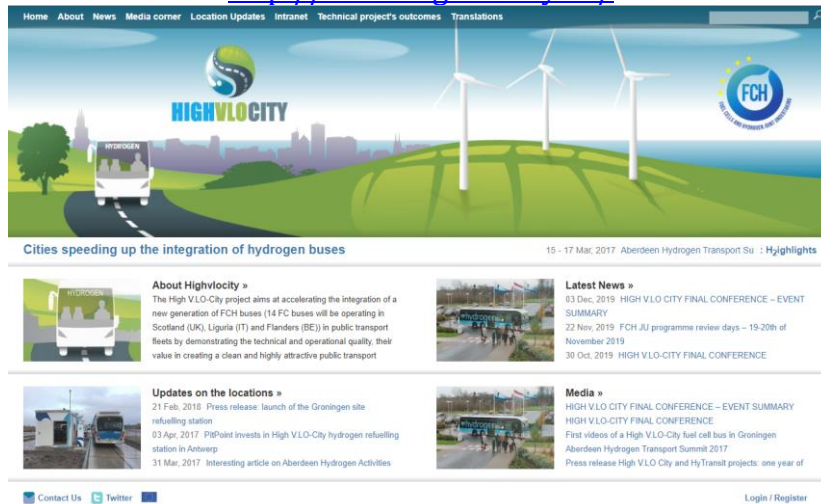 Home About News Media corner Location Updates Intranet Technical project's outcomes Translations
HIGHVLOCITY
HYDROGEN
FCH
FUEL CELLS AND HYDROGEN JOINT UNDERTAKING
Cities speeding up the integration of hydrogen buses
15 - 17 Mar, 2017 Aberdeen Hydrogen Transport Su : H2ighlights
HYDROGEN
About Highvlocity »
The High V.LO-City project aims at accelerating the integration of a
new generation of FCH buses (14 FC buses will be operating in
Scotland (UK), Liguria (IT) and Flanders (BE)) in public transport
fleets by demonstrating the technical and operational quality, their
value in creating a clean and highly attractive public transport
hydrogen
Latest News »
03 Dec, 2019 HIGH V.LO CITY FINAL CONFERENCE – EVENT
SUMMARY
22 Nov, 2019 FCH JU programme review days – 19-20th of
November 2019
30 Oct, 2019 HIGH V.LO-CITY FINAL CONFERENCE
Updates on the locations »
21 Feb, 2018 Press release: launch of the Groningen site
refuelling station
03 Apr, 2017 PitPoint invests in High V.LO-City hydrogen refuelling
station in Antwerp
31 Mar, 2017 Interesting article on Aberdeen Hydrogen Activities
hydrogen
Media »
HIGH V.LO CITY FINAL CONFERENCE – EVENT SUMMARY
HIGH V.LO-CITY FINAL CONFERENCE
First videos of a High V.LO-City fuel cell bus in Groningen
Aberdeen Hydrogen Transport Summit 2017
Press release High V.LO City and HyTransit projects: one year of
Contact Us Twitter
Login / Register